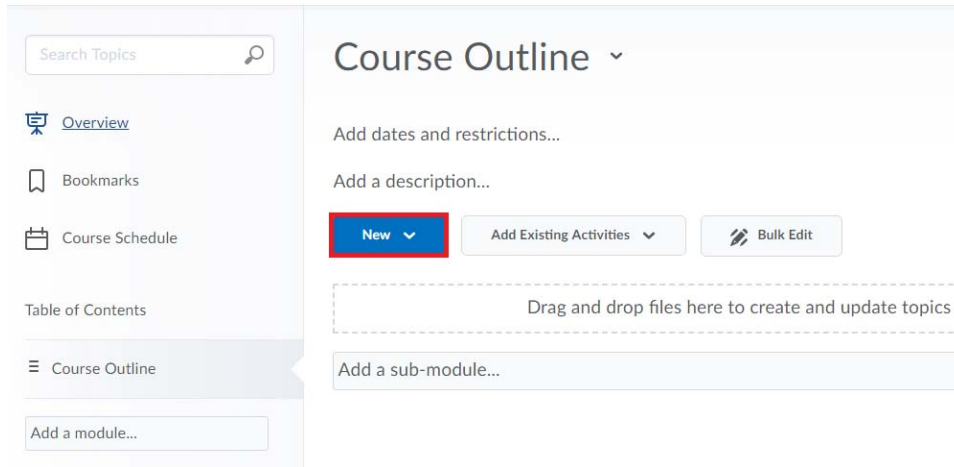 Search Topics
Overview
Bookmarks
Course Schedule
Table of Contents
Course Outline
Add a module...
Course Outline
Add dates and restrictions...
Add a description...
New
Add Existing Activities
Bulk Edit
Drag and drop files here to create and update topics
Add a sub-module...